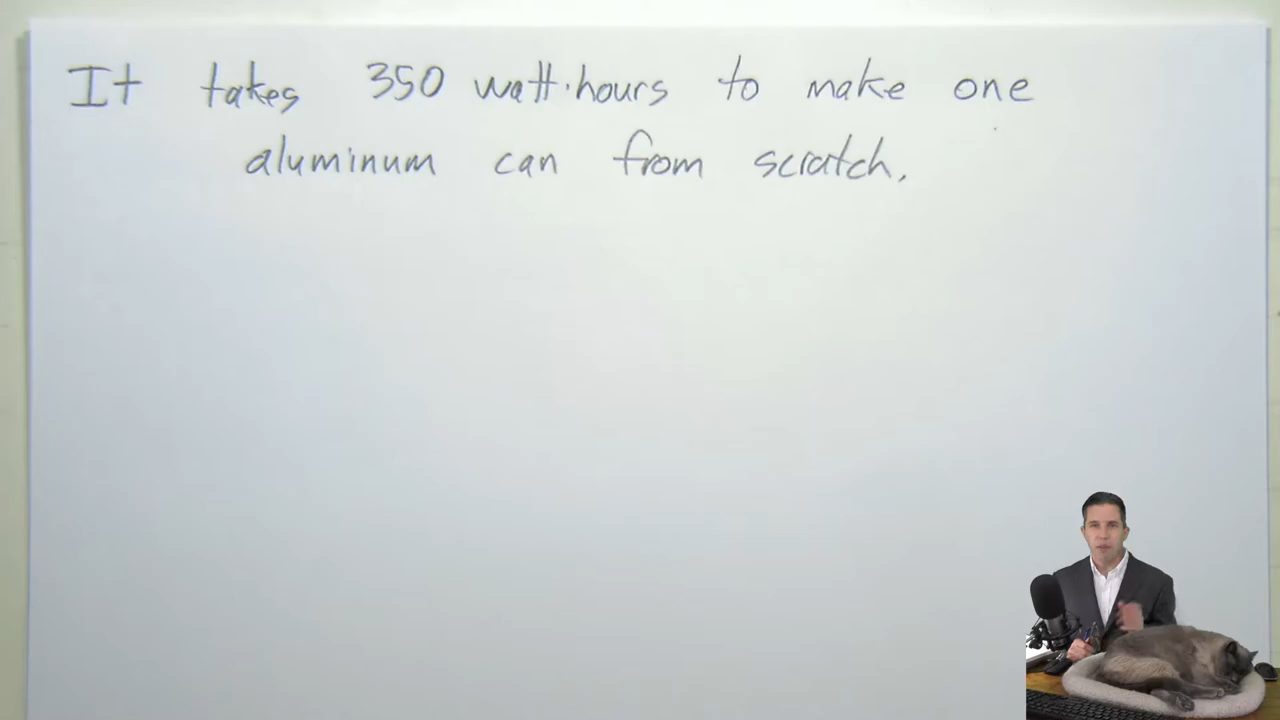 It takes 350 watt·hours to make one
aluminum can from scratch.